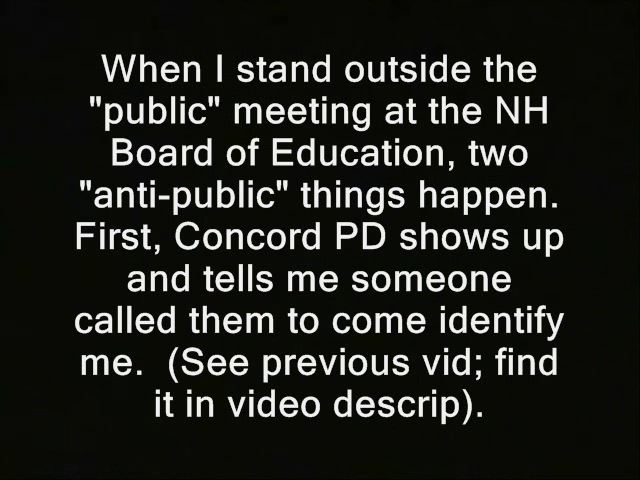 When I stand outside the
"public" meeting at the NH
Board of Education, two
"anti-public" things happen.
First, Concord PD shows up
and tells me someone
called them to come identify
me.  (See previous vid; find
it in video descrip).